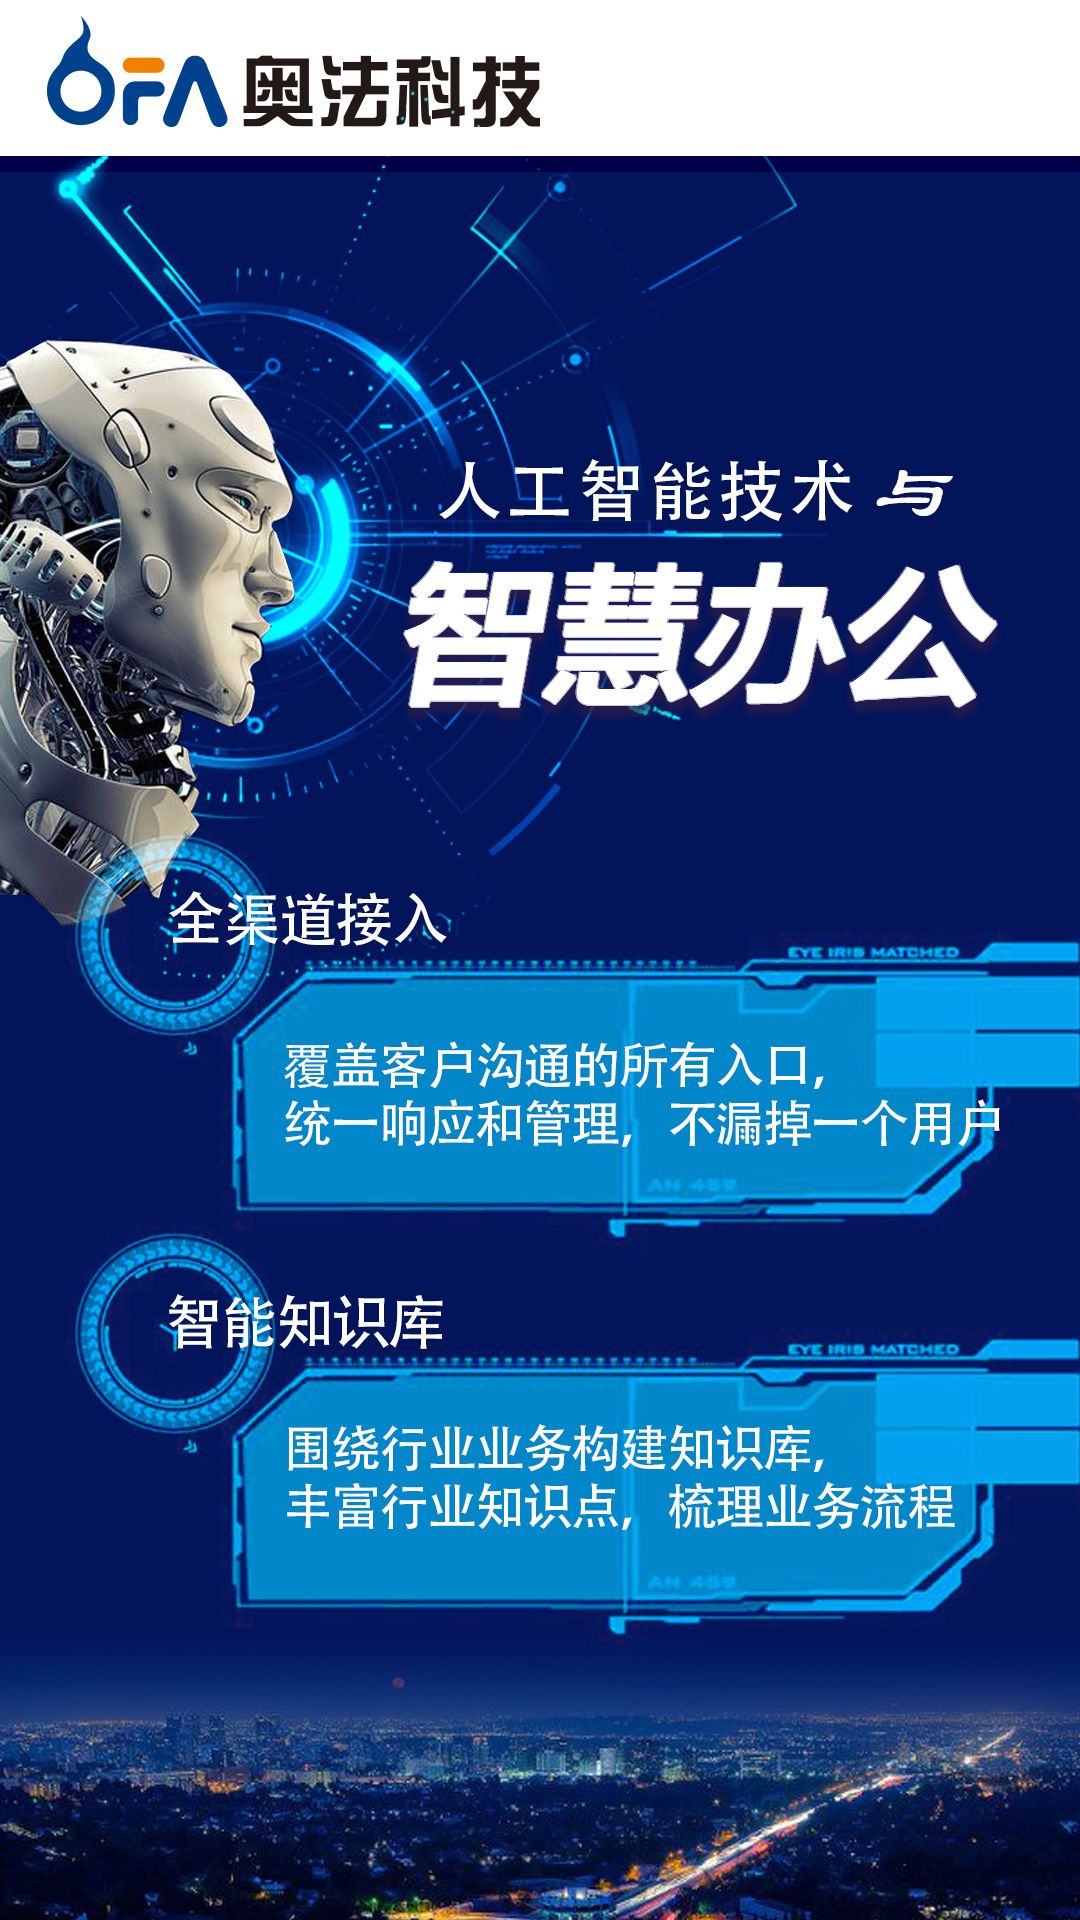 OFA 奥法科技
人工智能技术与
智慧办公
全渠道接入
EYE IRIS MATCHED
覆盖客户沟通的所有入口,
统一响应和管理, 不漏掉一个用户
AN 459
智能知识库
EYE IRIS MATCHED
围绕行业业务构建知识库,
丰富行业知识点, 梳理业务流程
AN 459